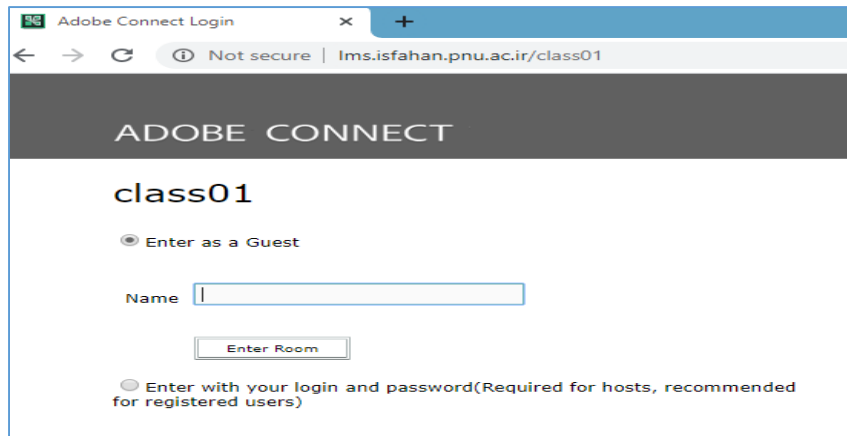 Adobe Connect Login
Not secure | lms.isfahan.pnu.ac.ir/class01
ADOBE CONNECT
class01
Enter as a Guest
Name
Enter Room
Enter with your login and password(Required for hosts, recommended
for registered users)